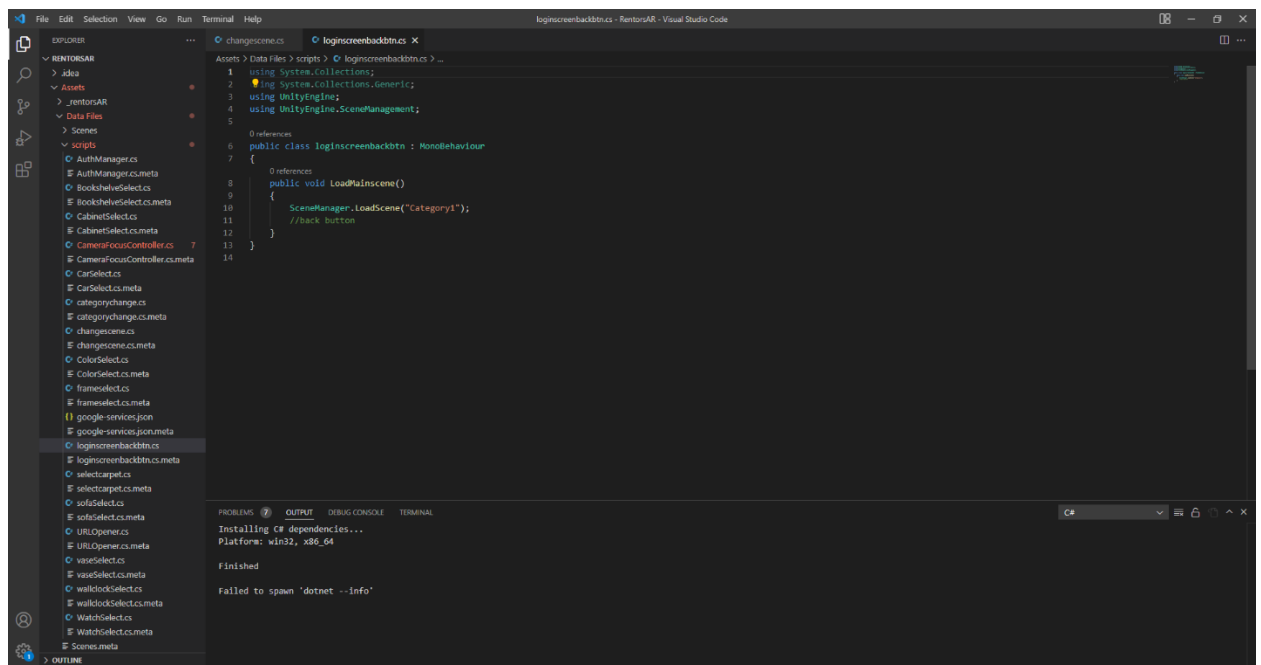 File Edit Selection View Go Run Terminal Help
loginscreenbackbtn.cs - RentorsAR - Visual Studio Code
EXPLORER
RENTORSAR
.idea
Assets
_rentorsAR
Data Files
Scenes
scripts
AuthManager.cs
AuthManager.cs.meta
BookshelveSelect.cs
BookshelveSelect.cs.meta
CabinetSelect.cs
CabinetSelect.cs.meta
CameraFocusController.cs 7
CameraFocusController.cs.meta
CarSelect.cs
CarSelect.cs.meta
categorychange.cs
categorychange.cs.meta
changescene.cs
changescene.cs.meta
ColorSelect.cs
ColorSelect.cs.meta
frameselect.cs
frameselect.cs.meta
{} google-services.json
google-services.json.meta
loginscreenbackbtn.cs
loginscreenbackbtn.cs.meta
selectcarpet.cs
selectcarpet.cs.meta
sofaSelect.cs
sofaSelect.cs.meta
URLOpener.cs
URLOpener.cs.meta
vaseSelect.cs
vaseSelect.cs.meta
wallclockSelect.cs
wallclockSelect.cs.meta
WatchSelect.cs
WatchSelect.cs.meta
Scenes.meta
OUTLINE
1
changescene.cs loginscreenbackbtn.cs
Assets > Data Files > scripts > loginscreenbackbtn.cs > ...
1 using System.Collections;
2 ing System.Collections.Generic;
3 using UnityEngine;
4 using UnityEngine.SceneManagement;
5
0 references
6 public class loginscreenbackbtn : MonoBehaviour
7 {
0 references
8 public void LoadMainscene()
9 {
10 SceneManager.LoadScene("Category1");
11 //back button
12 }
13 }
14
PROBLEMS 7 OUTPUT DEBUG CONSOLE TERMINAL
C#
Installing C# dependencies...
Platform: win32, x86_64
Finished
Failed to spawn 'dotnet --info'